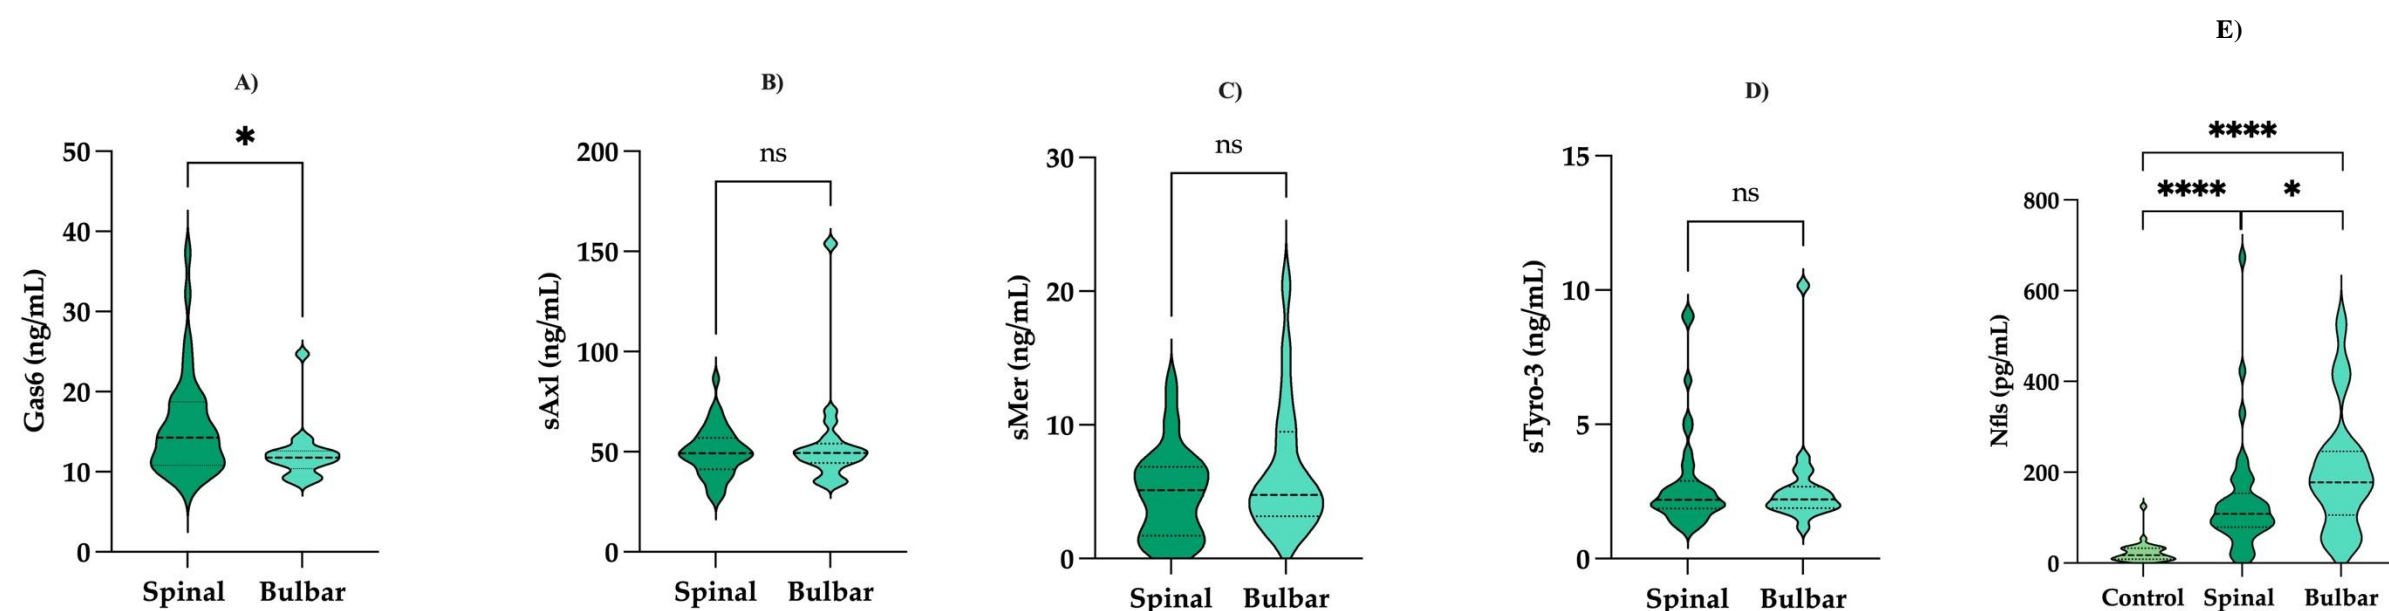 A)
*
50
40
30
20
10
0
Gas6 (ng/mL)
Spinal Bulbar
B)
ns
200
150
100
50
0
sAxl (ng/mL)
Spinal Bulbar
C)
ns
30
20
10
0
sMer (ng/mL)
Spinal Bulbar
D)
ns
15
10
5
0
sTyro-3 (ng/mL)
Spinal Bulbar
E)
****
**** *
800
600
400
200
0
Nfls (pg/mL)
Control Spinal Bulbar